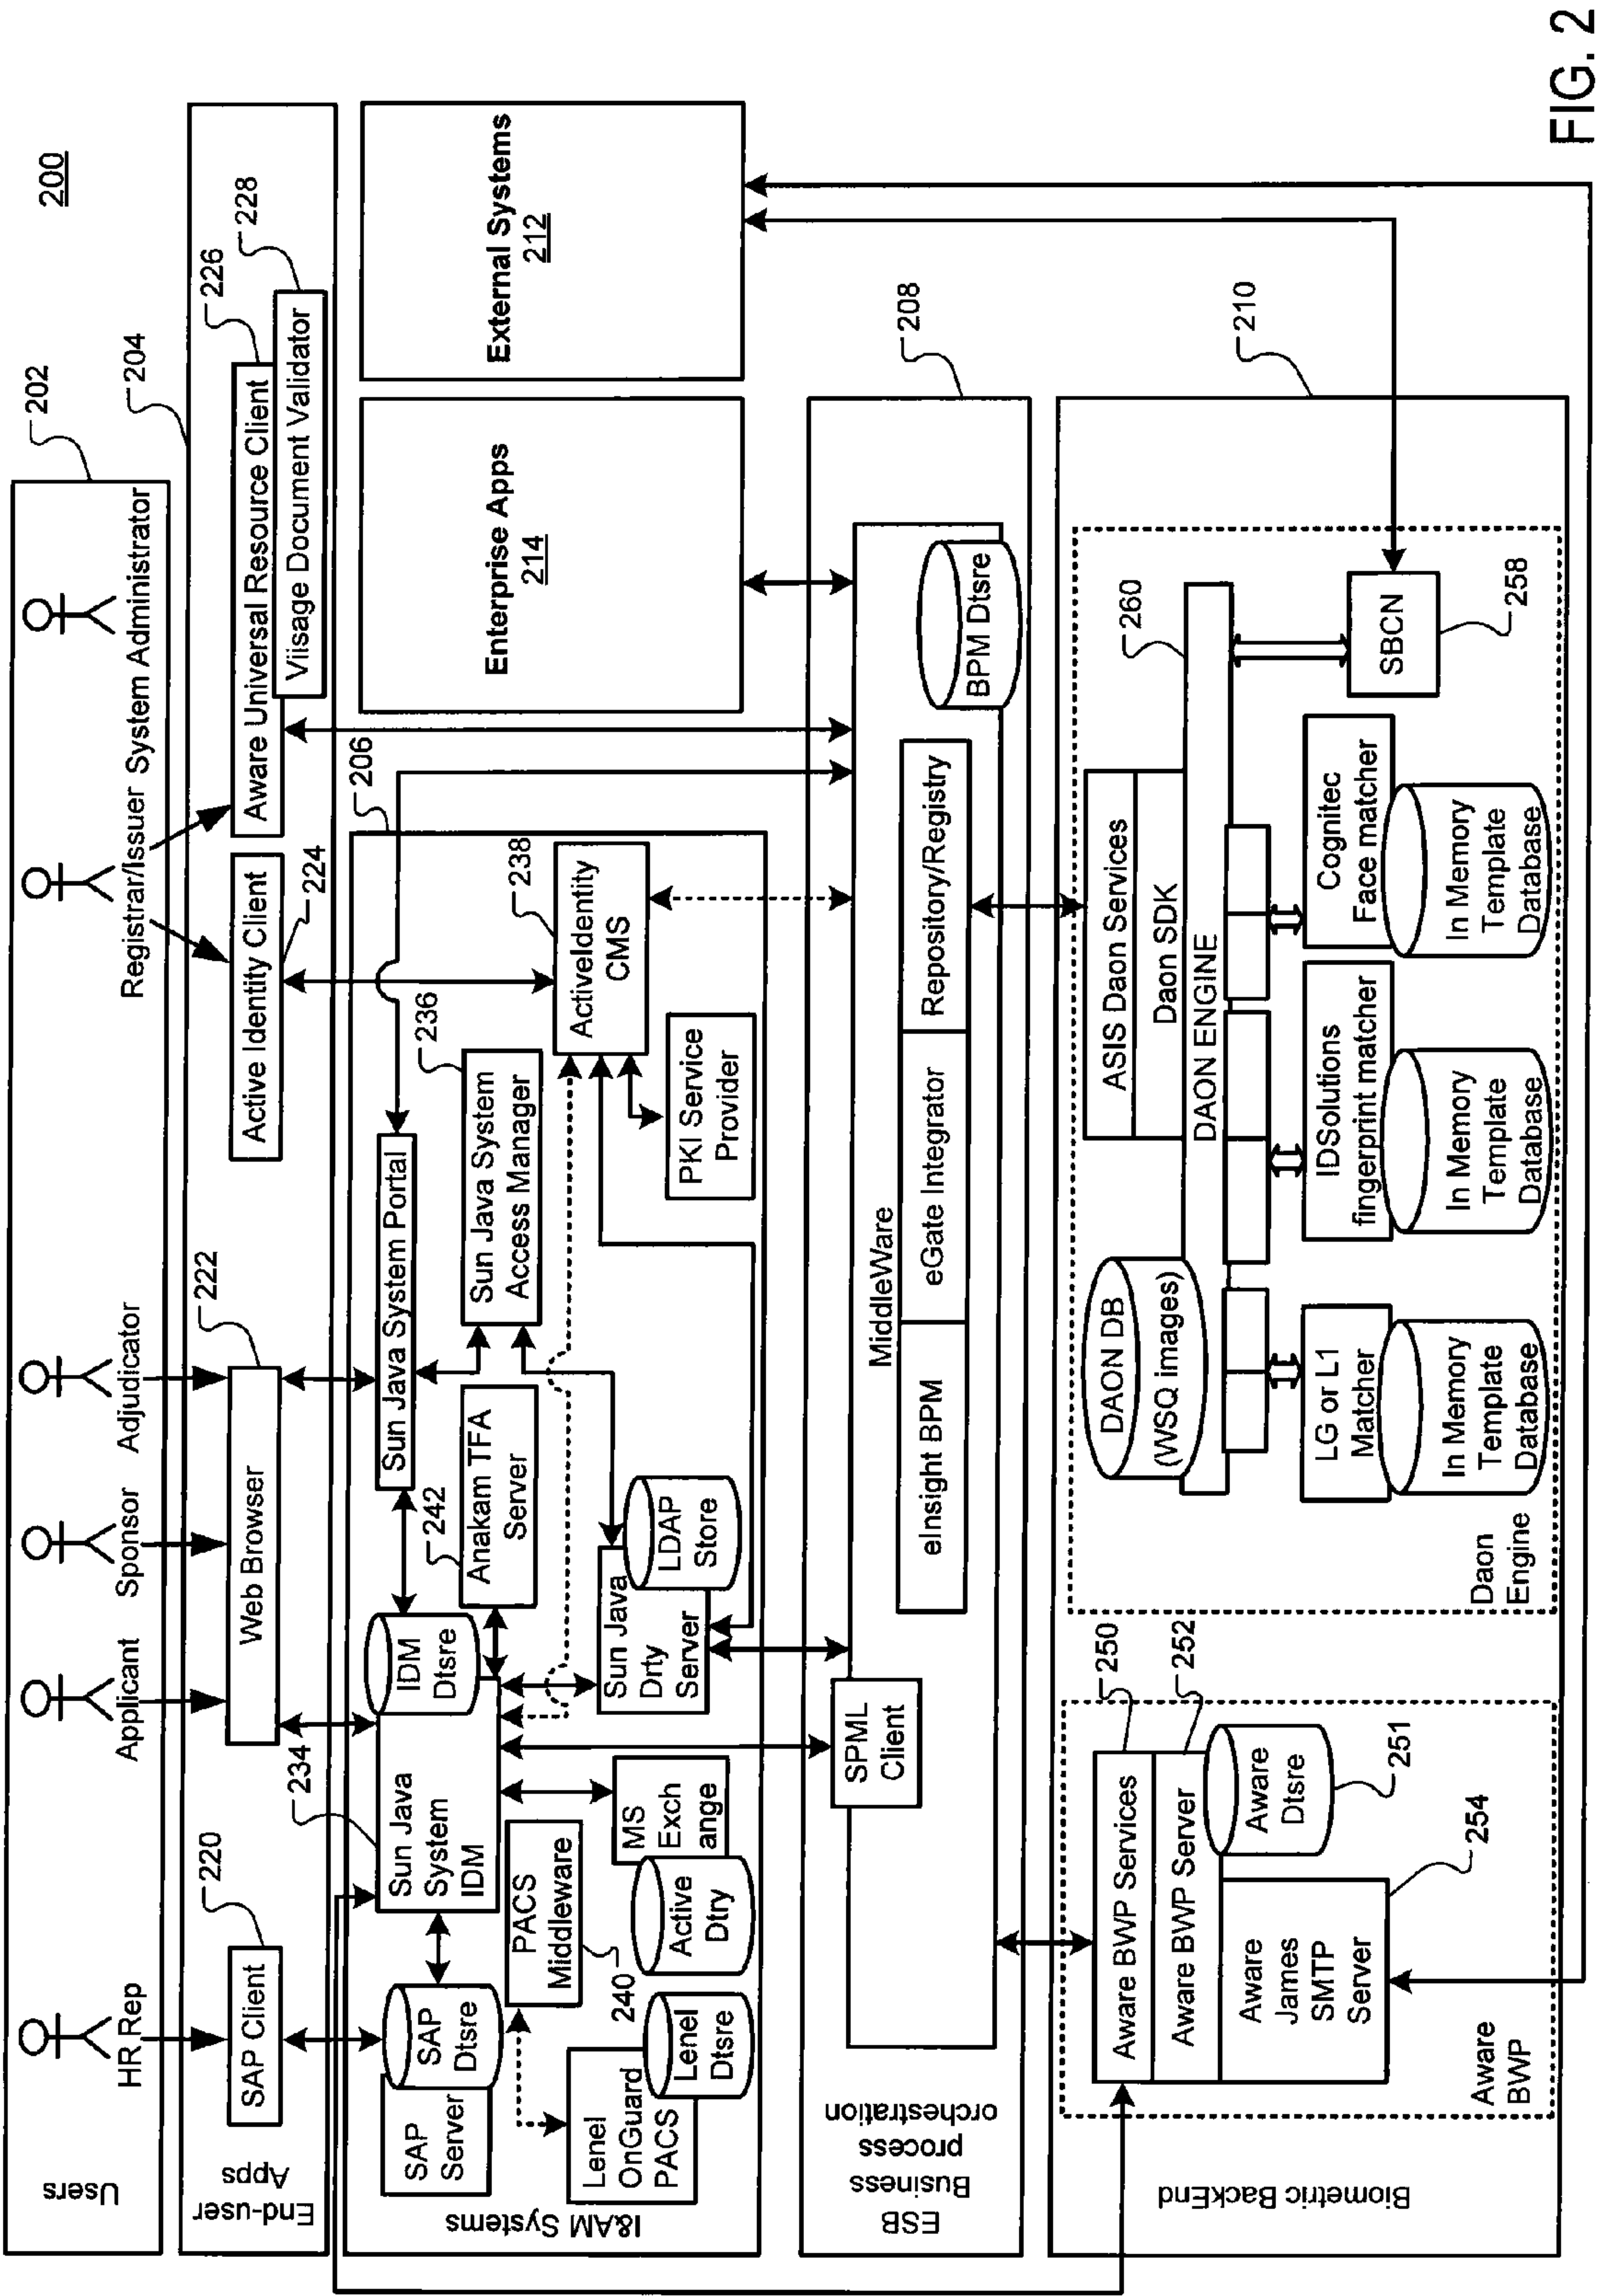 200
Users
202
HR Rep
Applicant
Sponsor
Adjudicator
Registrar/Issuer
System Administrator
End-user
Apps
204
SAP Client
220
Web Browser
222
Active Identity Client
224
Aware Universal Resource Client
226
Viisage Document Validator
228
I&AM Systems
206
SAP
Server
SAP
Dtsre
234
Sun Java
System
IDM
IDM
Dtsre
Sun Java System Portal
Lenel
OnGuard
PACS
Lenel
Dtsre
PACS
Middleware
240
Active
Dtry
MS
Exch
ange
242
Anakam TFA
Server
Sun Java System
Access Manager
236
Sun Java
Drty
Server
LDAP
Store
ActiveIdentity
CMS
238
PKI Service
Provider
Enterprise Apps
214
External Systems
212
ESB
Business
process
orchestration
208
SPML
Client
MiddleWare
eInsight BPM
eGate Integrator
Repository/Registry
BPM Dtsre
Biometric BackEnd
210
Aware BWP Services
250
Aware BWP Server
252
Aware
Dtsre
251
Aware
James
SMTP
Server
254
Aware
BWP
Daon
Engine
DAON DB
(WSQ images)
ASIS Daon Services
Daon SDK
DAON ENGINE
260
LG or L1
Matcher
In Memory
Template
Database
IDSolutions
fingerprint matcher
In Memory
Template
Database
Cognitec
Face matcher
In Memory
Template
Database
SBCN
258
FIG. 2